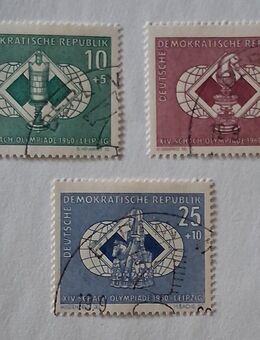 DEMOKRATISCHE REPUBLIK
10
+5
SCHACH OLYMPIADE 1960 · LEIPZIG
DEUTSCHE
DEMOKRATISCHE REPUBLIK
XIV·SCHACH OLYMPIADE
DEUTSCHE
DEMOKRATISCHE REPUBLIK
25
+10
XIV·SCHACH OLYMPIADE 1960·LEIPZIG